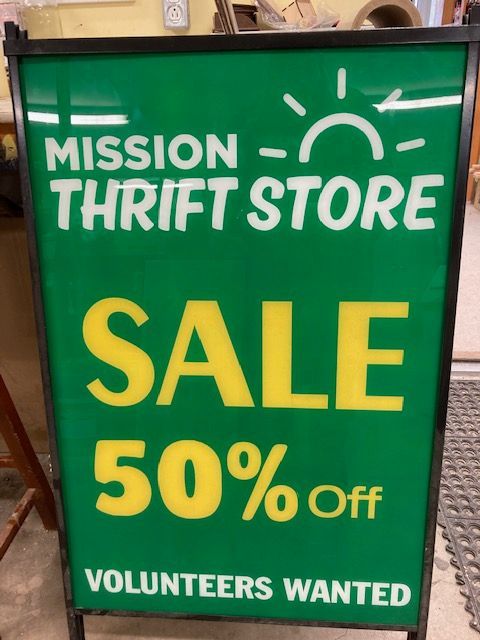 MISSION
THRIFT STORE
SALE
50% Off
VOLUNTEERS WANTED